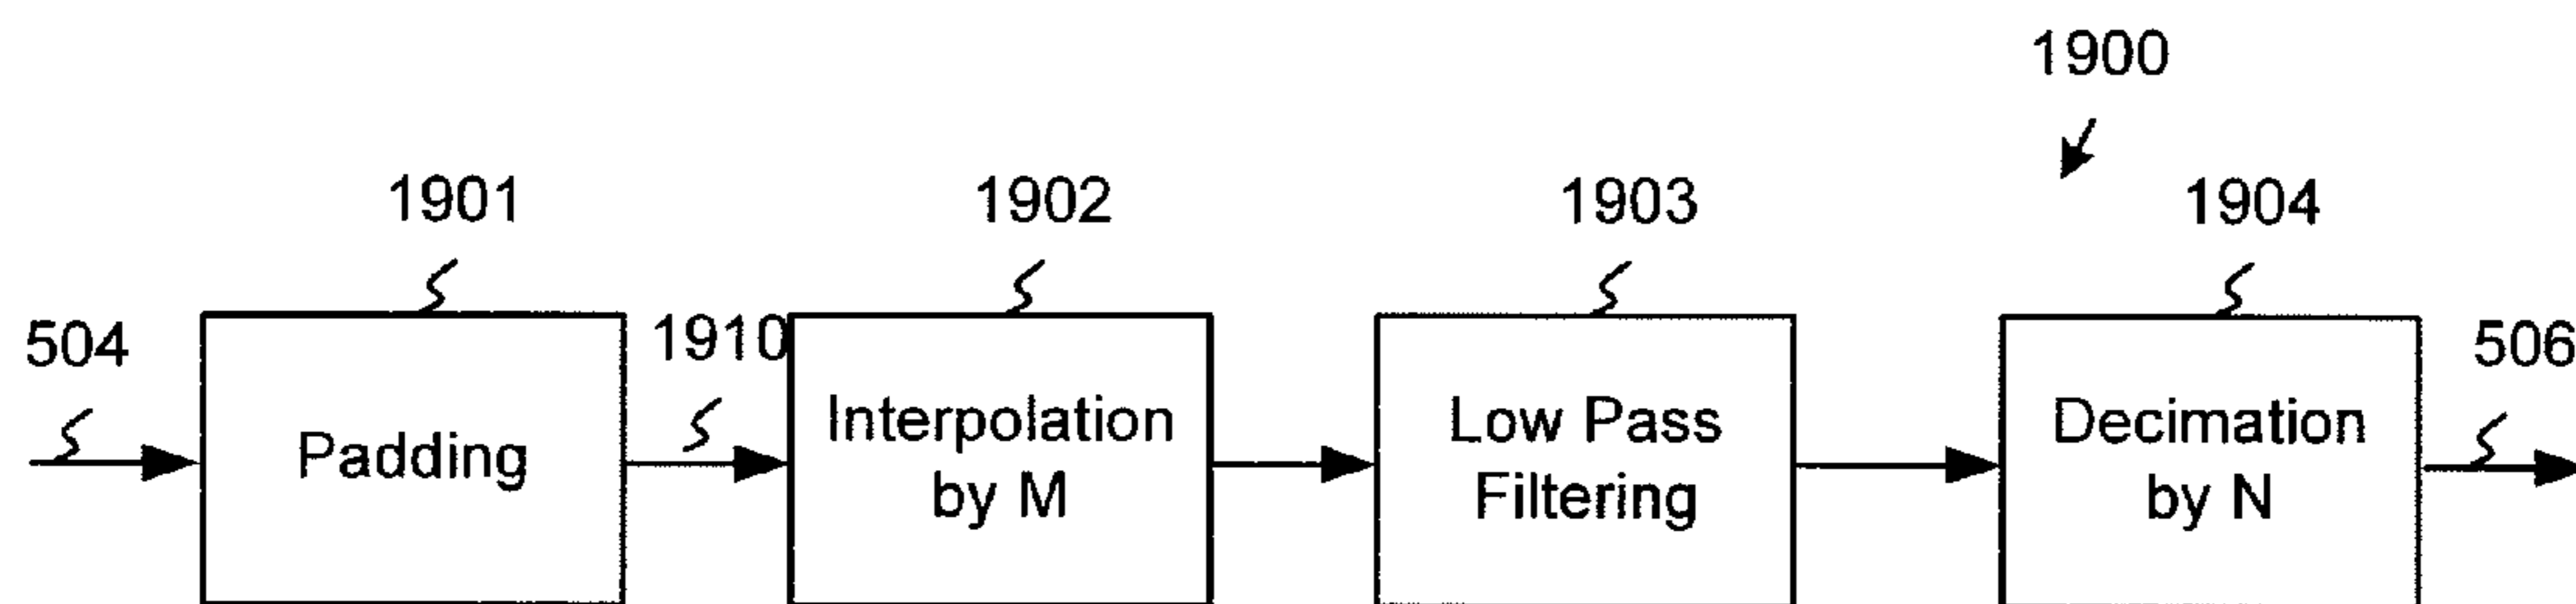 1900
1901
1902
1903
1904
504
1910
506
Padding
Interpolation
by M
Low Pass
Filtering
Decimation
by N